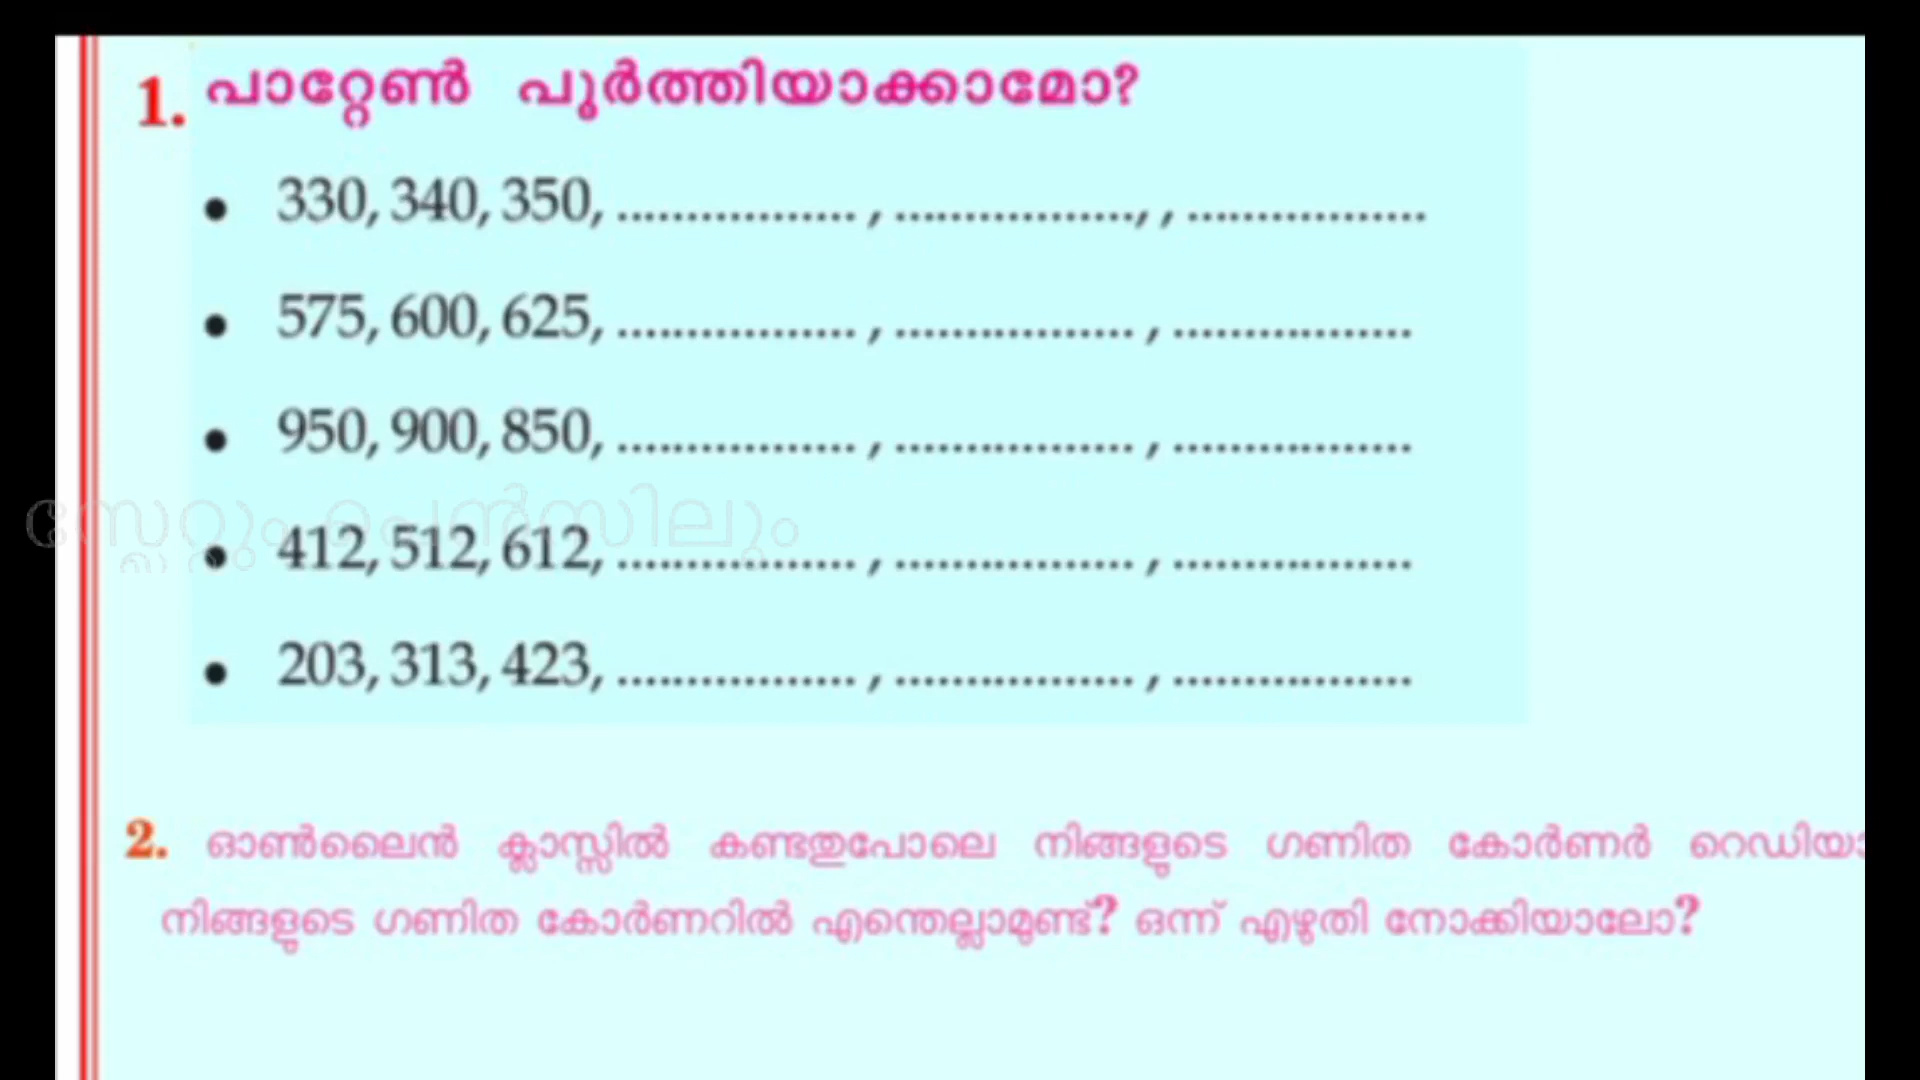 1. പാറ്റേൺ പൂർത്തിയാക്കാമോ?
• 330, 340, 350, ................. , ................., , .................
• 575, 600, 625, ................. , ................. , .................
• 950, 900, 850, ................. , ................. , .................
സ്ലേറ്റും പെൻസിലും
• 412, 512, 612, ................. , ................. , .................
• 203, 313, 423, ................. , ................. , .................
2. ഓൺലൈൻ ക്ലാസ്സിൽ കണ്ടതുപോലെ നിങ്ങളുടെ ഗണിത കോർണർ
നിങ്ങളുടെ ഗണിത കോർണറിൽ എന്തെല്ലാമുണ്ട്? ഒന്ന് എഴുതി നോക്കിയാലോ?